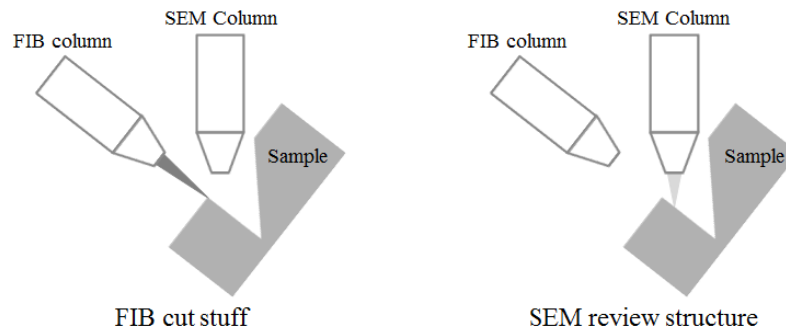 SEM Column
FIB column
Sample
FIB cut stuff
SEM Column
FIB column
Sample
SEM review structure